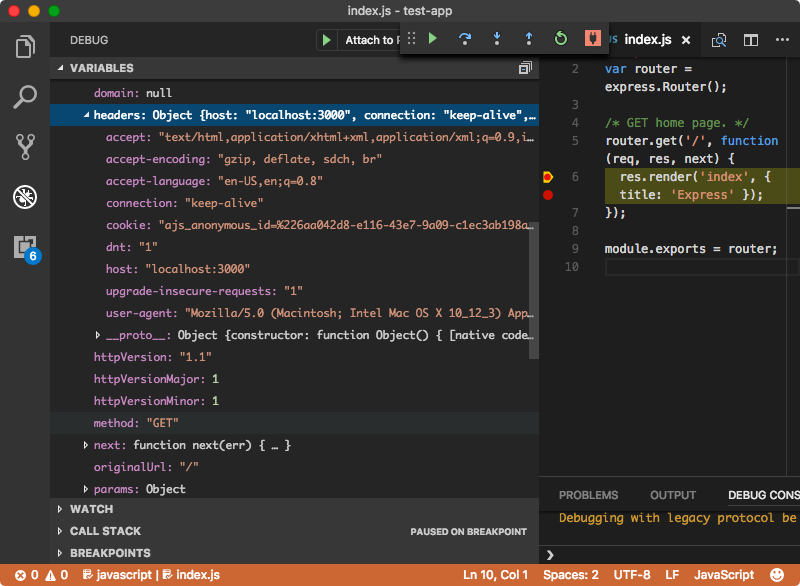 index.js - test-app
DEBUG
Attach to
JS index.js
VARIABLES
domain: null
headers: Object {host: "localhost:3000", connection: "keep-alive",…
accept: "text/html,application/xhtml+xml,application/xml;q=0.9,i…
accept-encoding: "gzip, deflate, sdch, br"
accept-language: "en-US,en;q=0.8"
connection: "keep-alive"
cookie: "ajs_anonymous_id=%226aa042d8-e116-43e7-9a09-c1ec3ab198a…
dnt: "1"
host: "localhost:3000"
upgrade-insecure-requests: "1"
user-agent: "Mozilla/5.0 (Macintosh; Intel Mac OS X 10_12_3) App…
__proto__: Object {constructor: function Object() { [native code…
httpVersion: "1.1"
httpVersionMajor: 1
httpVersionMinor: 1
method: "GET"
next: function next(err) { … }
originalUrl: "/"
params: Object
WATCH
CALL STACK PAUSED ON BREAKPOINT
BREAKPOINTS
6
2 var router =
express.Router();
3
4 /* GET home page. */
5 router.get('/', function
(req, res, next) {
6 res.render('index', {
title: 'Express' });
7 });
8
9 module.exports = router;
10
PROBLEMS OUTPUT DEBUG CONS
Debugging with legacy protocol be
0 0 javascript | index.js Ln 10, Col 1 Spaces: 2 UTF-8 LF JavaScript